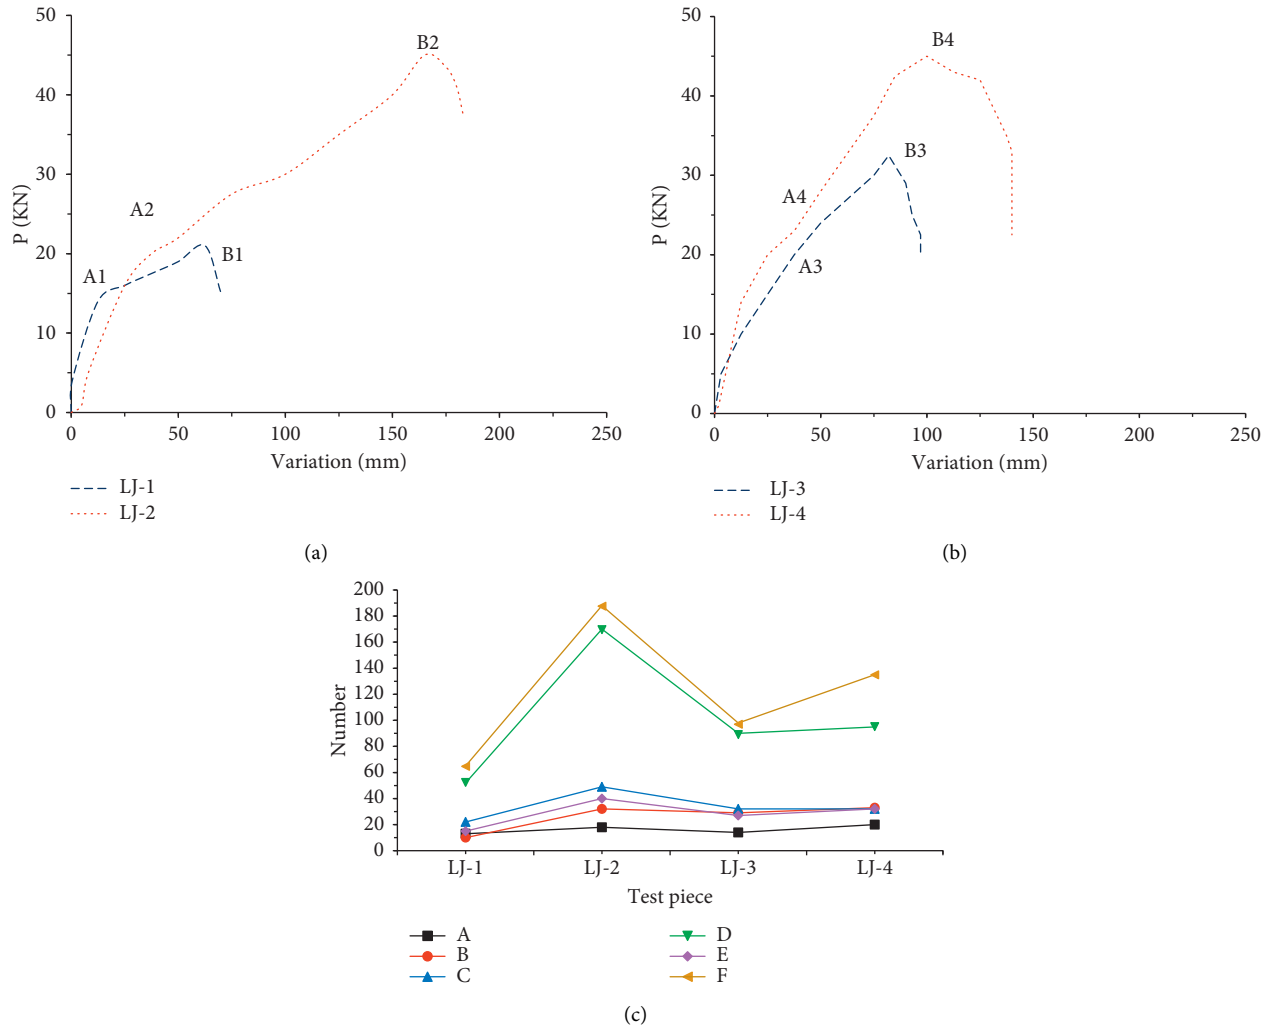 50
40
30
20
10
0
P (KN)
A1
A2
B1
B2
0 50 100 150 200 250
Variation (mm)
LJ-1
LJ-2
(a)
50
40
30
20
10
0
P (KN)
A3
A4
B3
B4
0 50 100 150 200 250
Variation (mm)
LJ-3
LJ-4
(b)
200
180
160
140
120
100
80
60
40
20
0
Number
LJ-1 LJ-2 LJ-3 LJ-4
Test piece
A
B
C
D
E
F
(c)